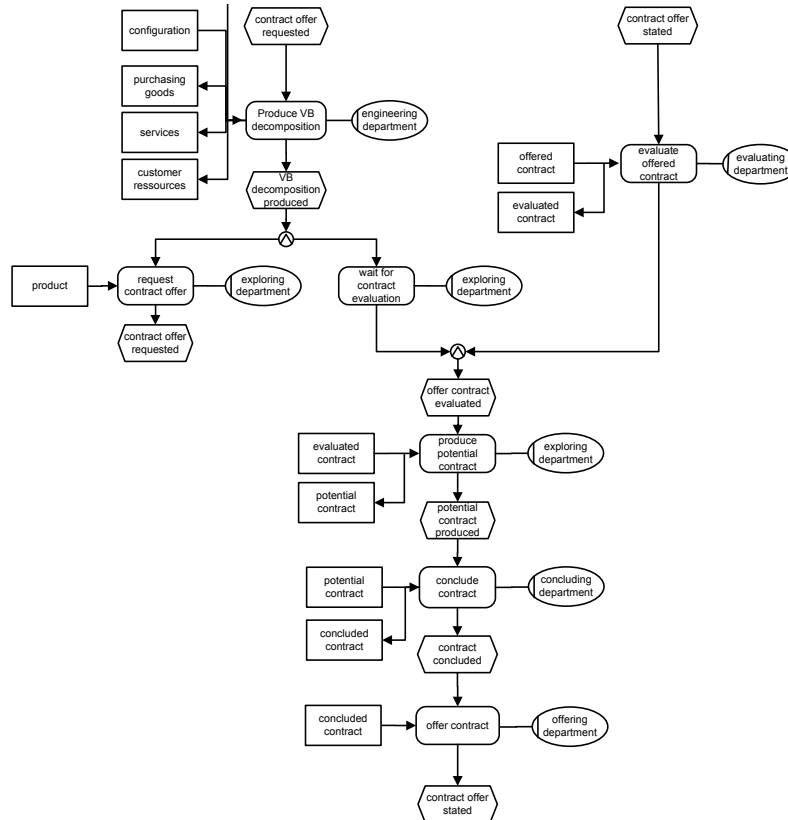 configuration
contract offer
requested
contract offer
stated
purchasing
goods
Produce VB
decomposition
engineering
department
services
offered
contract
evaluate
offered
contract
evaluating
department
customer
ressources
VB
decomposition
produced
evaluated
contract
product
request
contract offer
exploring
department
wait for
contract
evaluation
exploring
department
contract offer
requested
offer contract
evaluated
evaluated
contract
produce
potential
contract
exploring
department
potential
contract
potential
contract
produced
potential
contract
conclude
contract
concluding
department
concluded
contract
contract
concluded
concluded
contract
offer contract
offering
department
contract offer
stated